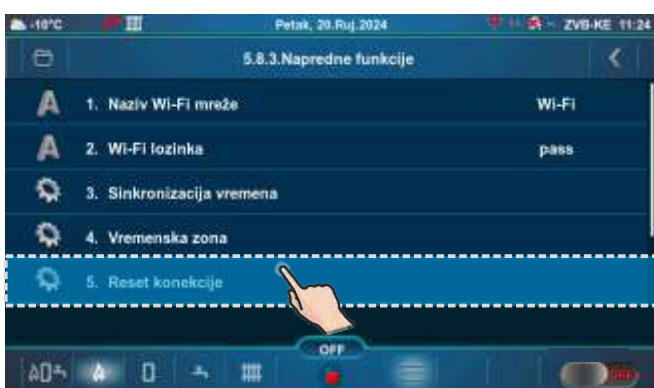 -10°C Petak, 20.Ruj.2024 ZVB-KE 11:24
5.8.3.Napredne funkcije
1. Naziv Wi-Fi mreže Wi-Fi
2. Wi-Fi lozinka pass
3. Sinkronizacija vremena
4. Vremenska zona
5. Reset konekcije
OFF